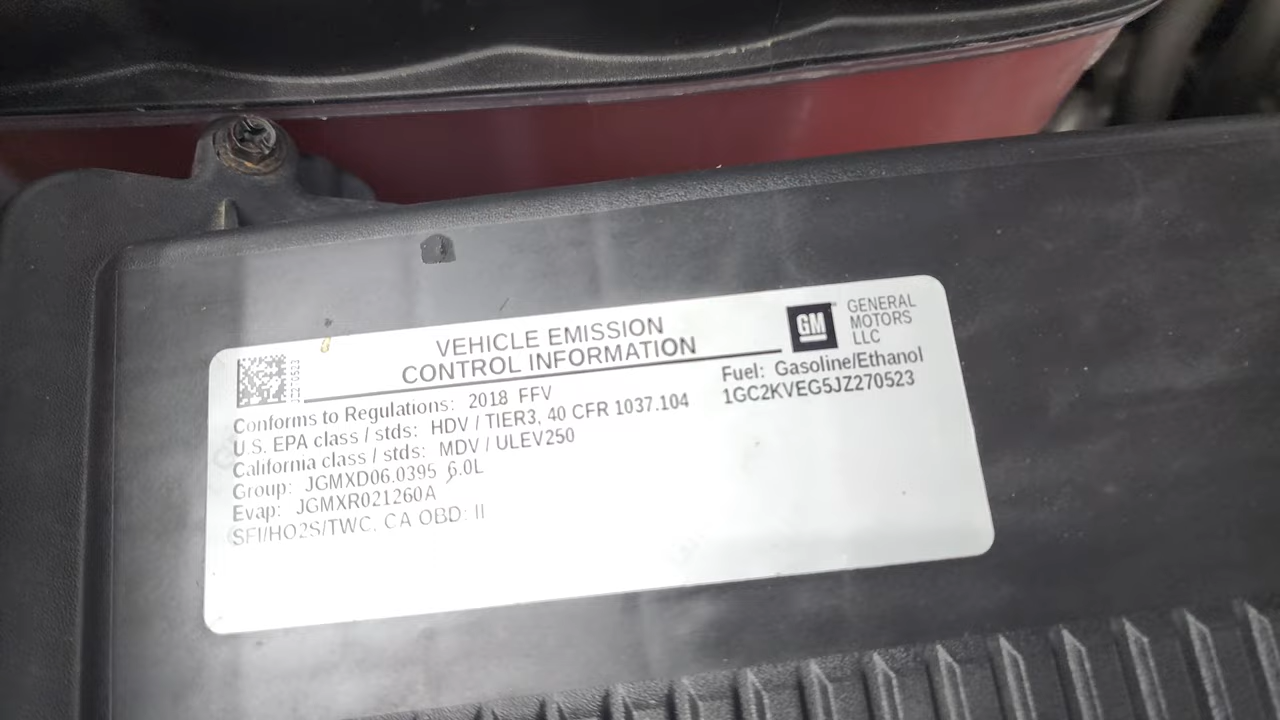 VEHICLE EMISSION
CONTROL INFORMATION
GM
GENERAL
MOTORS
LLC
JZ270523
Conforms to Regulations: 2018 FFV
U.S. EPA class / stds: HDV / TIER3, 40 CFR 1037.104
California class / stds: MDV / ULEV250
Group: JGMXD06.0395 6.0L
Evap: JGMXR021260A
SFI/HO2S/TWC, CA OBD: II
Fuel: Gasoline/Ethanol
1GC2KVEG5JZ270523